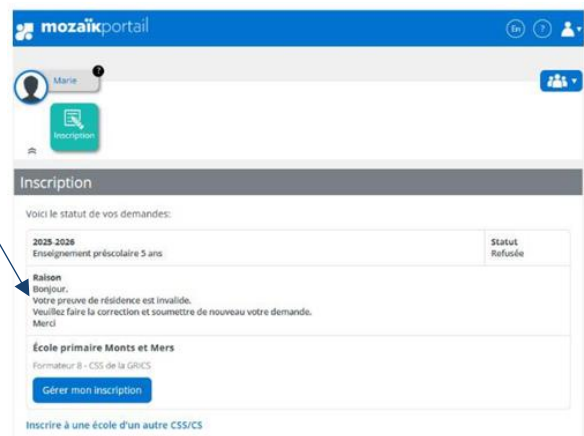 mozaïkportail
En ?
Marie ?
Inscription
Inscription
Voici le statut de vos demandes:
2025-2026 Statut
Enseignement préscolaire 5 ans Refusée
Raison
Bonjour,
Votre preuve de résidence est invalide.
Veuillez faire la correction et soumettre de nouveau votre demande.
Merci
École primaire Monts et Mers
Formateur 8 - CSS de la GRICS
Gérer mon inscription
Inscrire à une école d'un autre CSS/CS